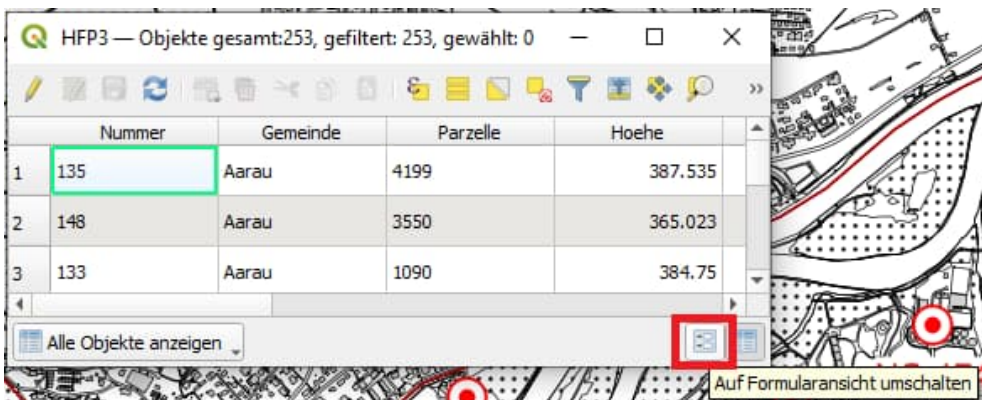 HFP3 — Objekte gesamt:253, gefiltert: 253, gewählt: 0
Nummer Gemeinde Parzelle Hoehe
1 135 Aarau 4199 387.535
2 148 Aarau 3550 365.023
3 133 Aarau 1090 384.75
Alle Objekte anzeigen
Auf Formularansicht umschalten